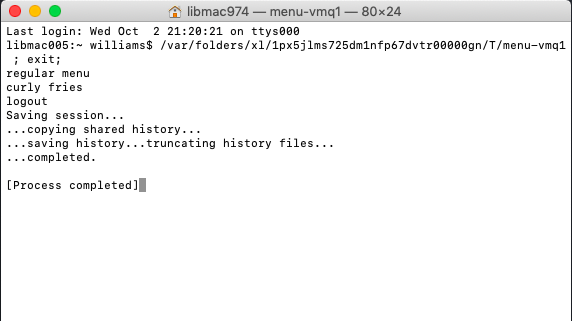 libmac974 — menu-vmq1 — 80×24
Last login: Wed Oct  2 21:20:21 on ttys000
libmac005:~ williams$ /var/folders/xl/1px5jlms725dm1nfp67dvtr00000gn/T/menu-vmq1
 ; exit;
regular menu
curly fries
logout
Saving session...
...copying shared history...
...saving history...truncating history files...
...completed.
[Process completed]